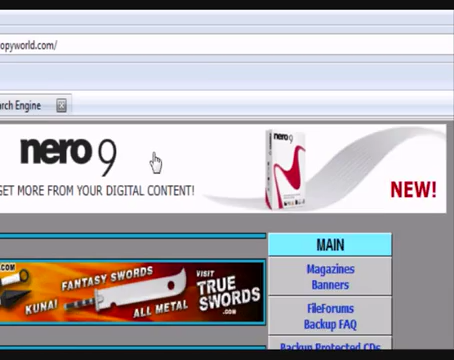 opyworld.com/
rch Engine
nero 9
nero 9
GET MORE FROM YOUR DIGITAL CONTENT!
NEW!
.COM
FANTASY SWORDS
KUNAI
ALL METAL
VISIT
TRUE
SWORDS
.COM
MAIN
Magazines
Banners
FileForums
Backup FAQ
Backup Protected CDs